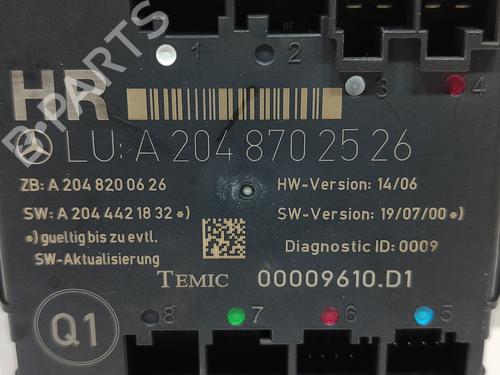 1 2
3 4
HR
LU: A 204 870 25 26
ZB: A 204 820 06 26
HW-Version: 14/06
SW: A 204 442 18 32 *)
SW-Version: 19/07/00 *)
*) gueltig bis zu evtl.
SW-Aktualisierung
Diagnostic ID: 0009
TEMIC 00009610.D1
Q1
8 7 6 5
B-PARTS